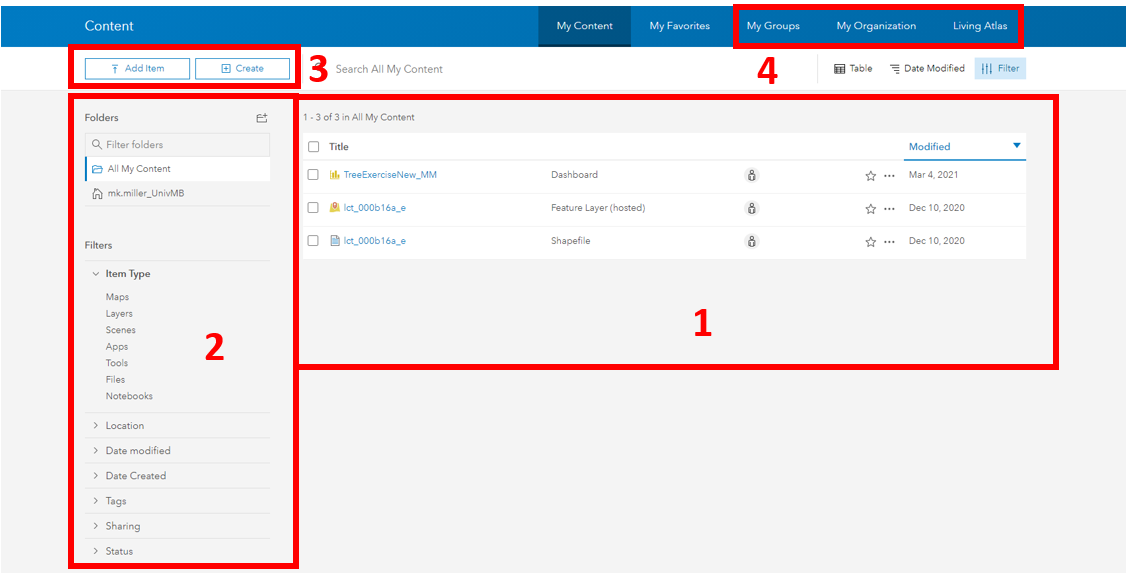 Content My Content My Favorites My Groups My Organization Living Atlas
Add Item Create 3 Search All My Content 4 Table Date Modified Filter
Folders
Filter folders
All My Content
mk.miller_UnivMB
Filters
Item Type
Maps
Layers
Scenes
Apps
Tools
Files
Notebooks
Location
Date modified
Date Created
Tags
Sharing
Status
2
1 - 3 of 3 in All My Content
Title Modified
TreeExerciseNew_MM Dashboard Mar 4, 2021
lct_000b16a_e Feature Layer (hosted) Dec 10, 2020
lct_000b16a_e Shapefile Dec 10, 2020
1